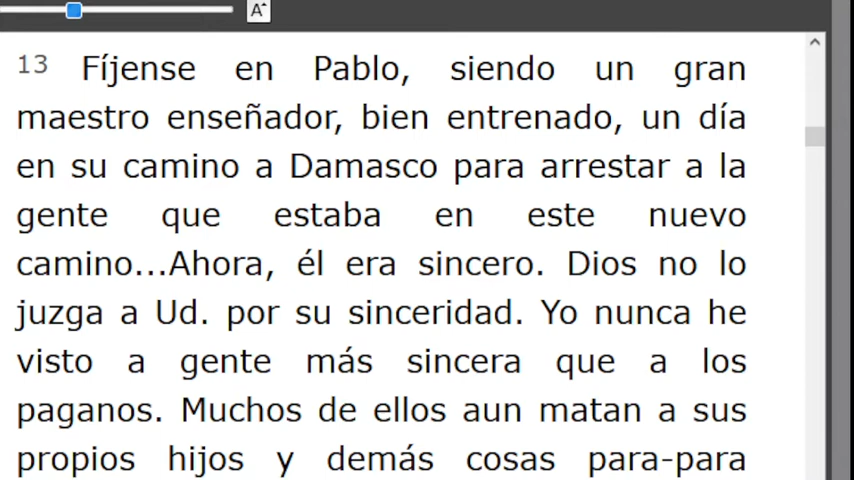 A
13 Fíjense en Pablo, siendo un gran
maestro enseñador, bien entrenado, un día
en su camino a Damasco para arrestar a la
gente que estaba en este nuevo
camino...Ahora, él era sincero. Dios no lo
juzga a Ud. por su sinceridad. Yo nunca he
visto a gente más sincera que a los
paganos. Muchos de ellos aun matan a sus
propios hijos y demás cosas para-para